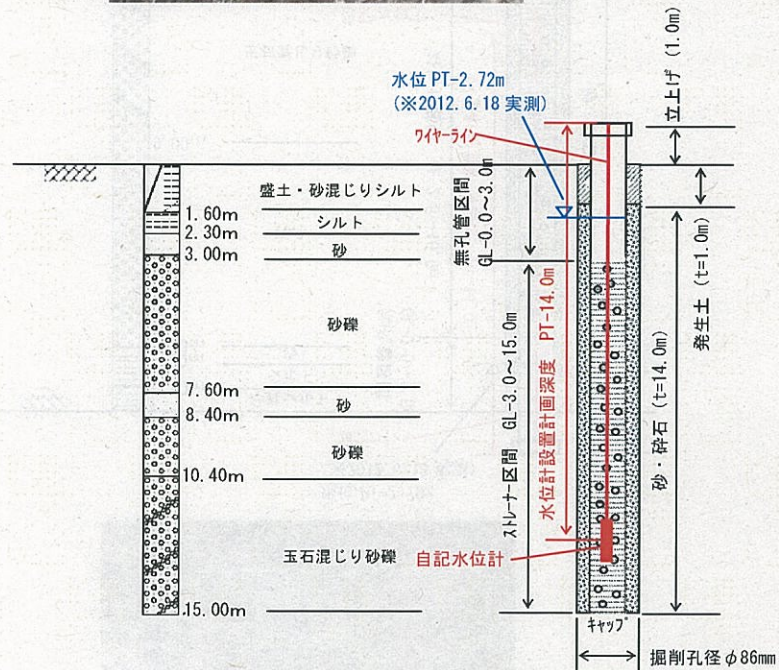 水位 PT-2.72m
(※2012.6.18 実測)
ワイヤーライン
立上げ (1.0m)
盛土・砂混じりシルト
1.60m
シルト
2.30m
砂
3.00m
砂礫
7.60m
砂
8.40m
砂礫
10.40m
玉石混じり砂礫
15.00m
無孔管区間
GL-0.0~3.0m
ストレーナー区間 GL-3.0~15.0m
水位計設置計画深度 PT-14.0m
自記水位計
発生土 (t=1.0m)
砂・砕石 (t=14.0m)
キャップ
掘削孔径φ86mm